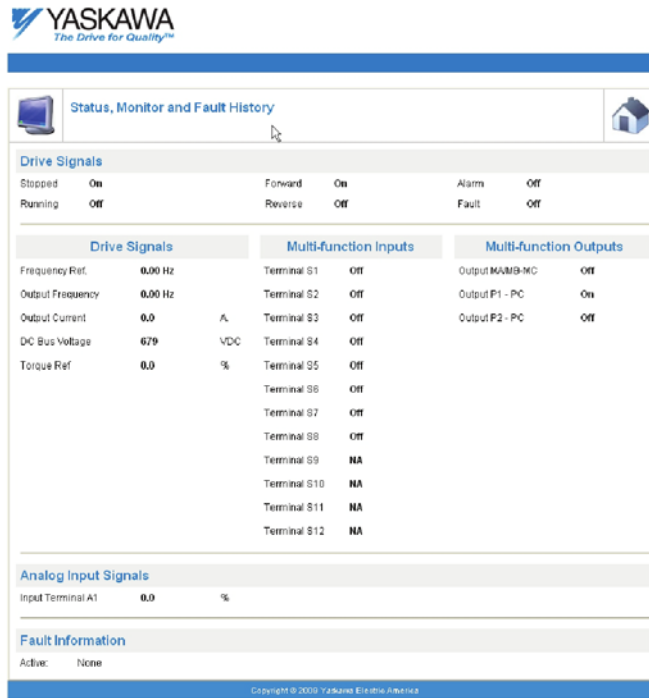 YASKAWA
The Drive for Quality™
Status, Monitor and Fault History
Drive Signals
Stopped On Forward On Alarm Off
Running Off Reverse Off Fault Off
Drive Signals Multi-function Inputs Multi-function Outputs
Frequency Ref. 0.00 Hz Terminal S1 Off Output MA/MB-MC Off
Output Frequency 0.00 Hz Terminal S2 Off Output P1 - PC On
Output Current 0.0 A. Terminal S3 Off Output P2 - PC Off
DC Bus Voltage 679 VDC Terminal S4 Off
Torque Ref 0.0 % Terminal S5 Off
Terminal S6 Off
Terminal S7 Off
Terminal S8 Off
Terminal S9 NA
Terminal S10 NA
Terminal S11 NA
Terminal S12 NA
Analog Input Signals
Input Terminal A1 0.0 %
Fault Information
Active: None
Copyright © 2009 Yaskawa Electric America